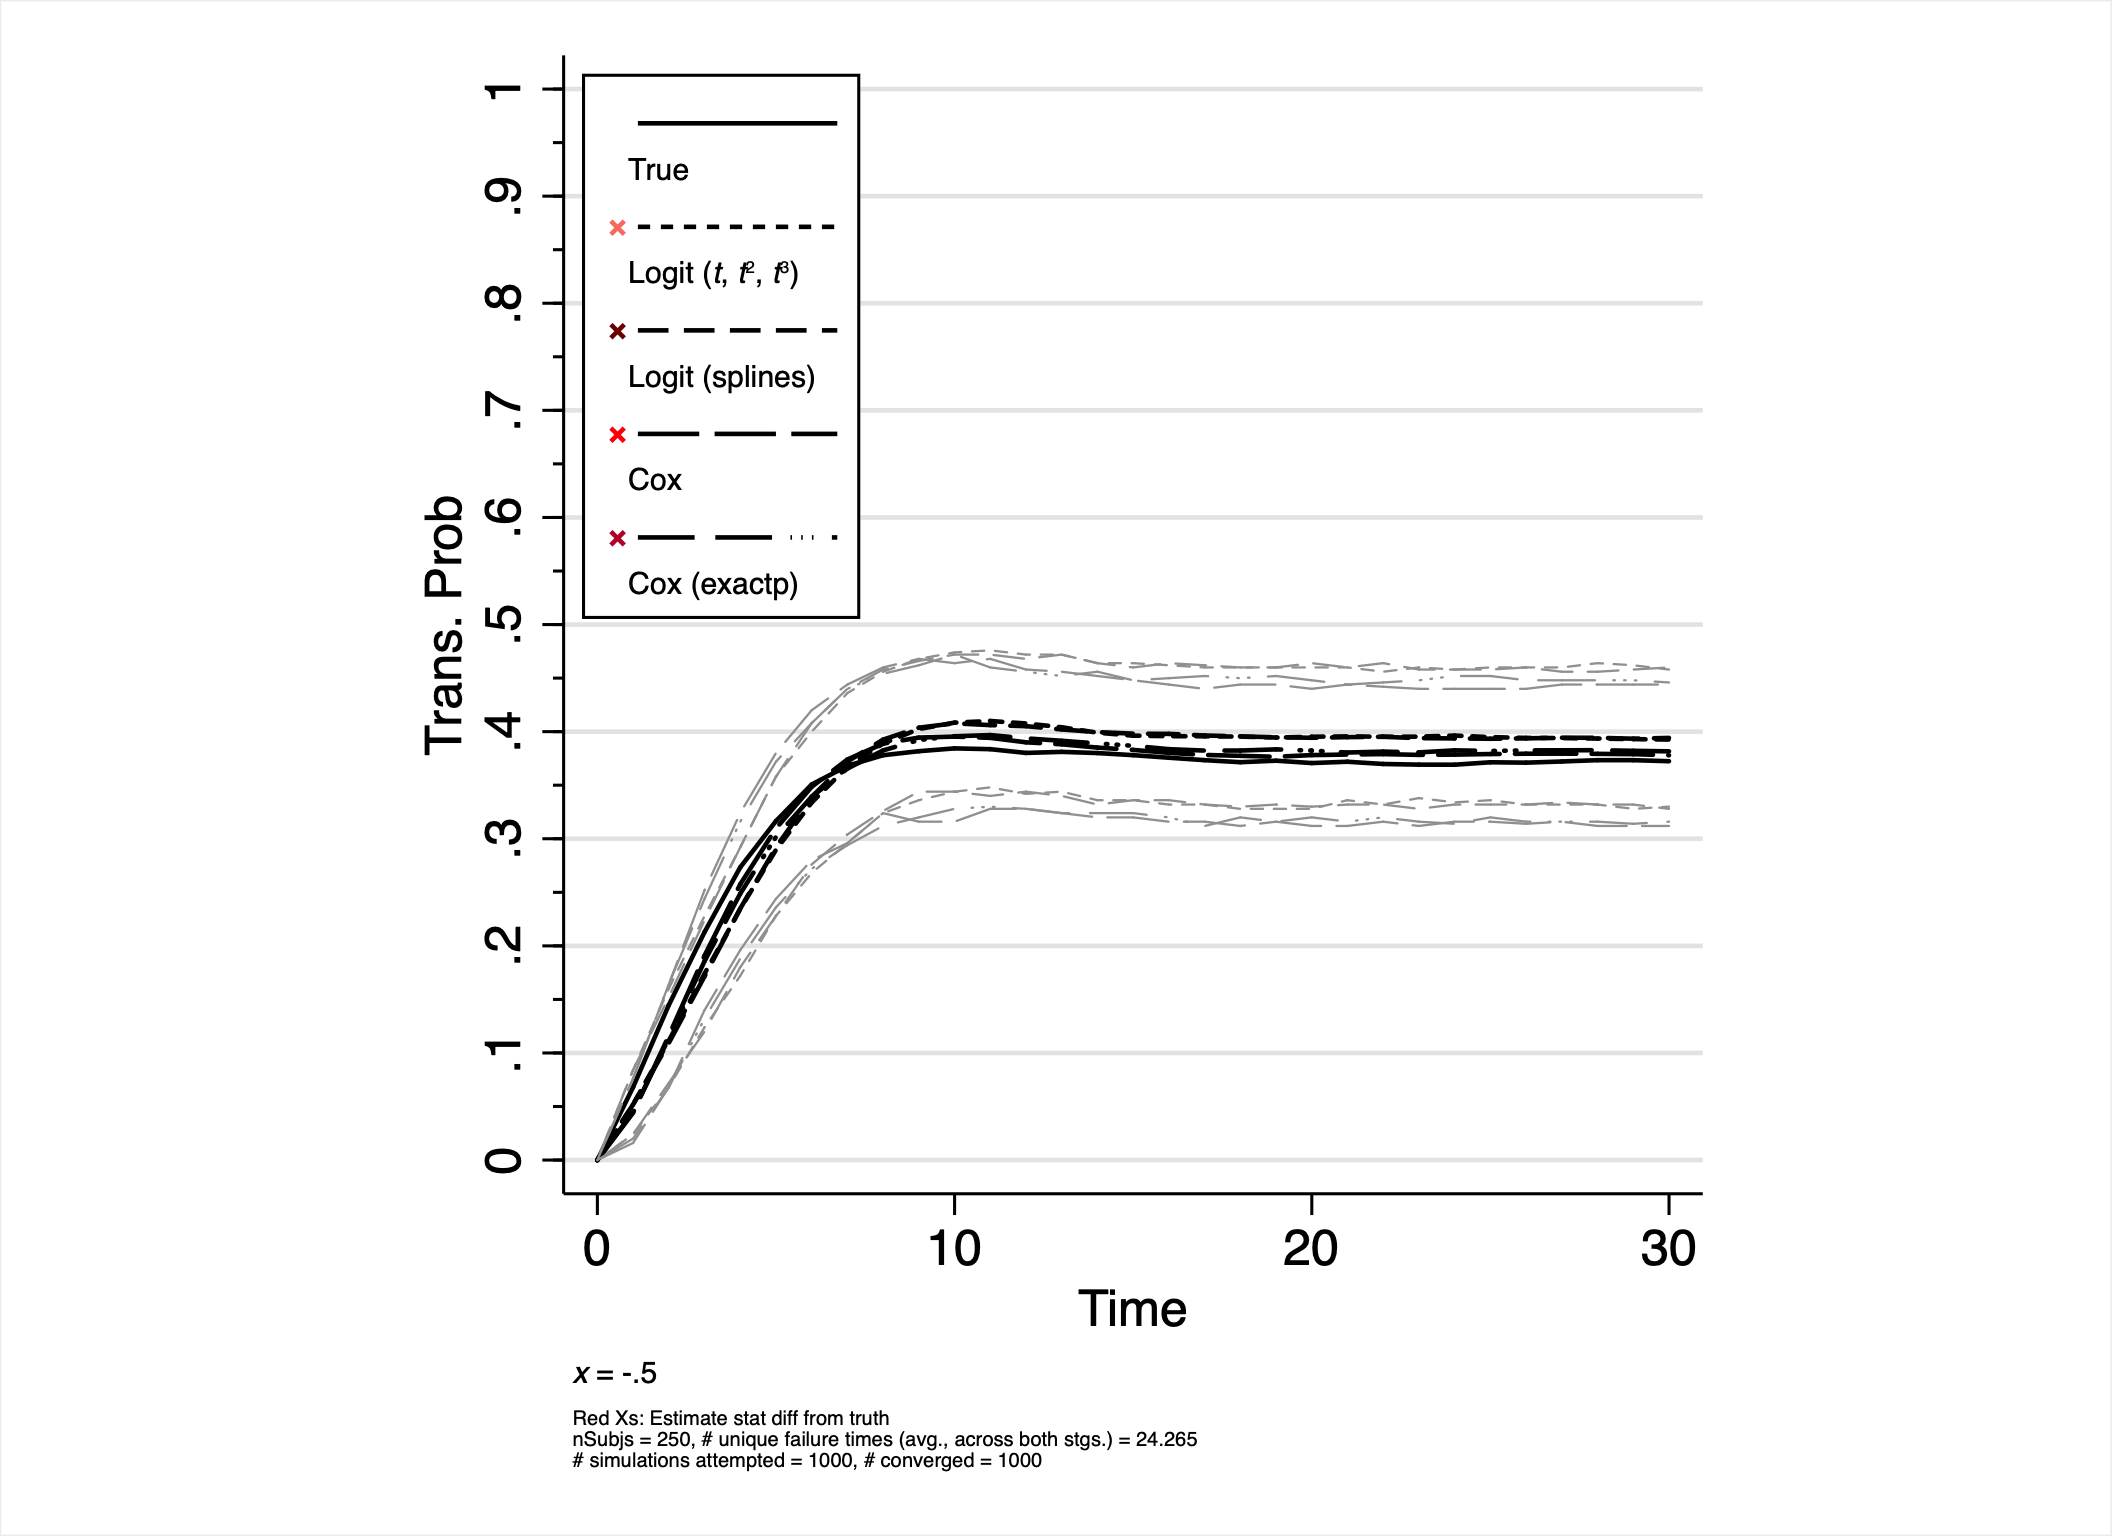 1
.9
.8
.7
.6
.5
.4
.3
.2
.1
0
Trans. Prob
True
Logit (t, t², t³)
Logit (splines)
Cox
Cox (exactp)
0 10 20 30
Time
x = -.5
Red Xs: Estimate stat diff from truth
nSubjs = 250, # unique failure times (avg., across both stgs.) = 24.265
# simulations attempted = 1000, # converged = 1000